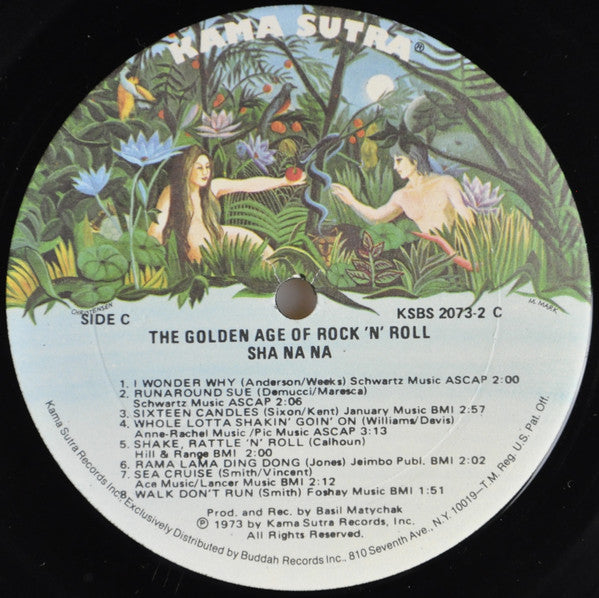 KAMA SUTRA®
CHRISTENSEN
M. MARK
SIDE C
KSBS 2073-2 C
THE GOLDEN AGE OF ROCK 'N' ROLL
SHA NA NA
1. I WONDER WHY (Anderson/Weeks) Schwartz Music ASCAP 2:00
2. RUNAROUND SUE (Demucci/Maresca)
Schwartz Music ASCAP 2:06
3. SIXTEEN CANDLES (Sixon/Kent) January Music BMI 2:57
4. WHOLE LOTTA SHAKIN' GOIN' ON (Williams/Davis)
Anne-Rachel Music/Pic Music ASCAP 3:13
5. SHAKE, RATTLE 'N' ROLL (Calhoun)
Hill & Range BMI 2:00
6. RAMA LAMA DING DONG (Jones) Jeimbo Publ. BMI 2:02
7. SEA CRUISE (Smith/Vincent)
Ace Music/Lancer Music BMI 2:12
8. WALK DON'T RUN (Smith) Foshay Music BMI 1:51
Prod. and Rec. by Basil Matychak
℗ 1973 by Kama Sutra Records, Inc.
All Rights Reserved.
Kama Sutra Records Inc., Exclusively Distributed by Buddah Records Inc., 810 Seventh Ave., N.Y. 10019—T.M. Reg. U.S. Pat. Off.